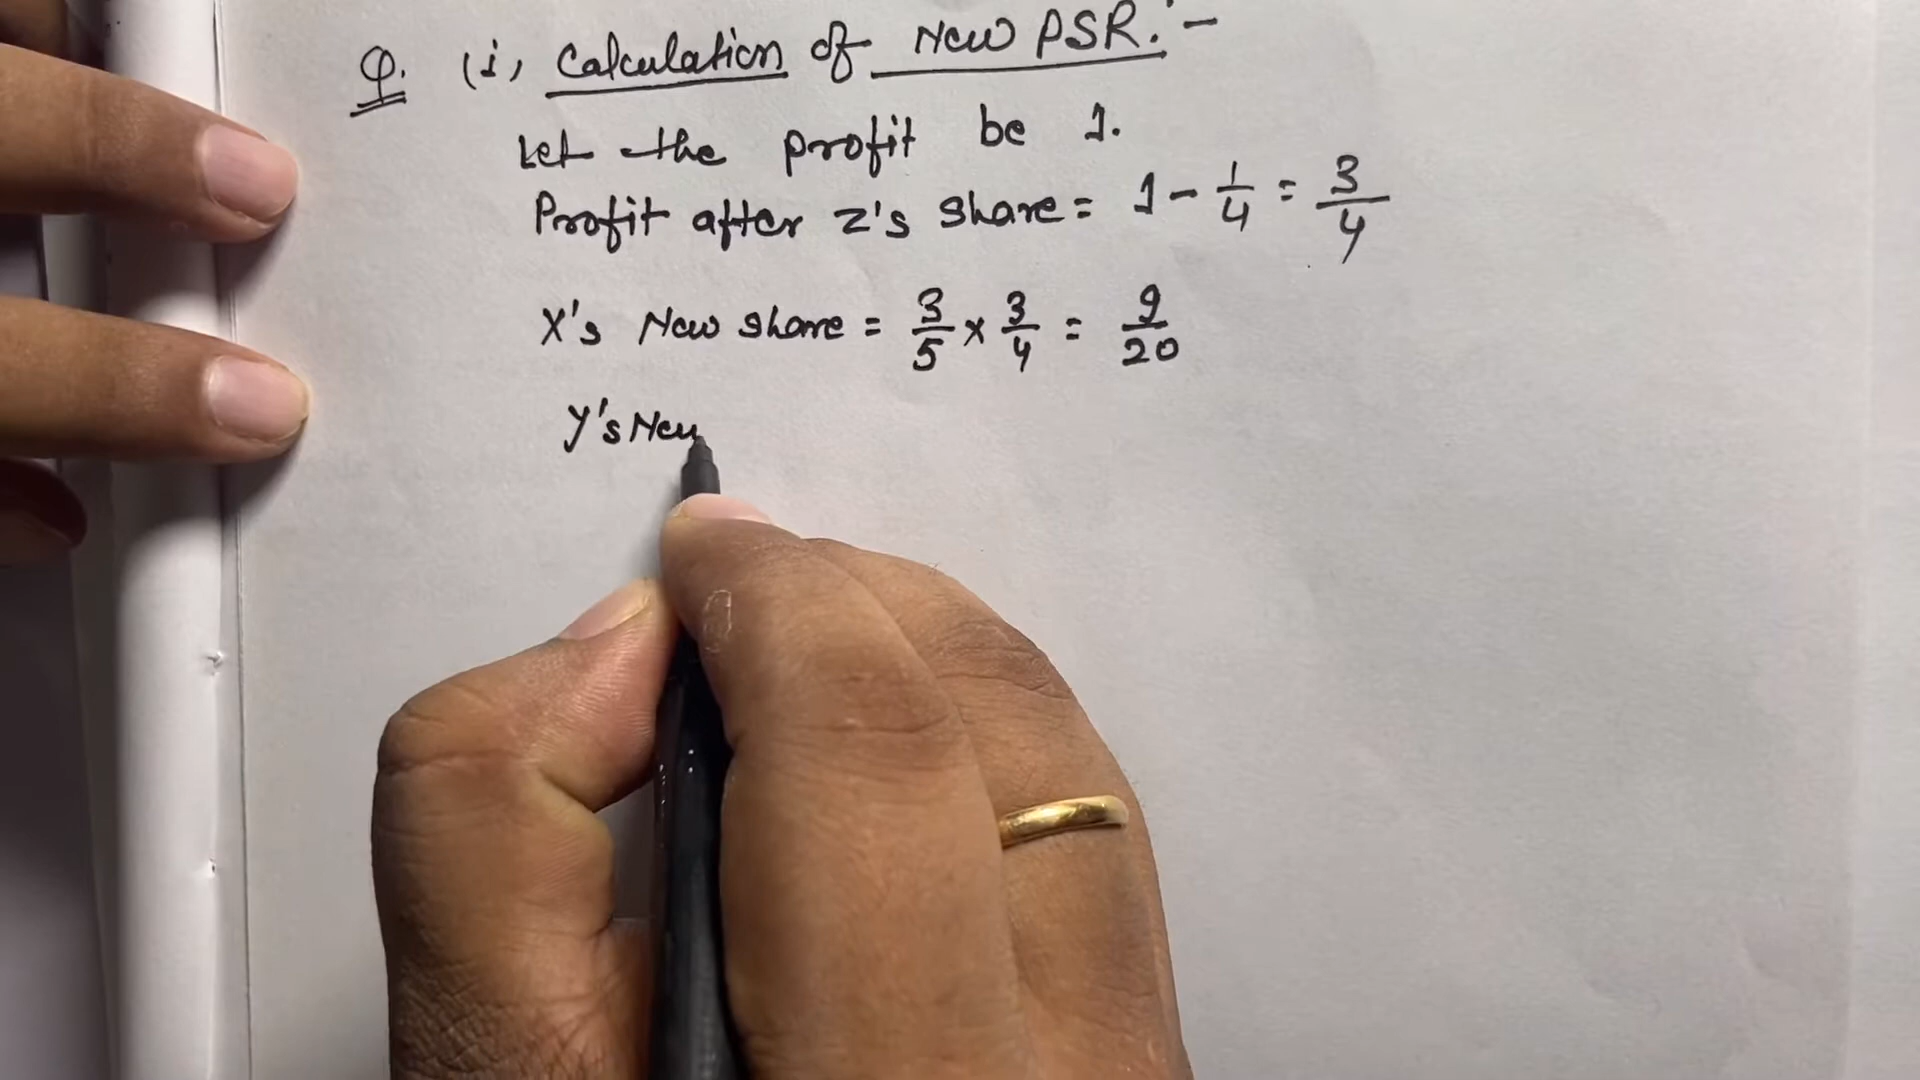 Q. (i) Calculation of New PSR:-
Let the profit be 1.
Profit after Z's share = 1 - 1/4 = 3/4
X's New share = 3/5 × 3/4 = 9/20
Y's New